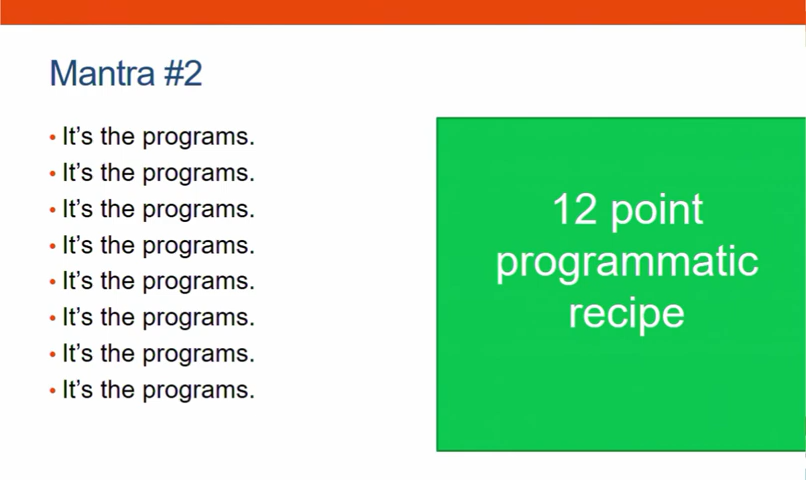 Mantra #2
• It's the programs.
• It's the programs.
• It's the programs.
• It's the programs.
• It's the programs.
• It's the programs.
• It's the programs.
• It's the programs.
12 point
programmatic
recipe